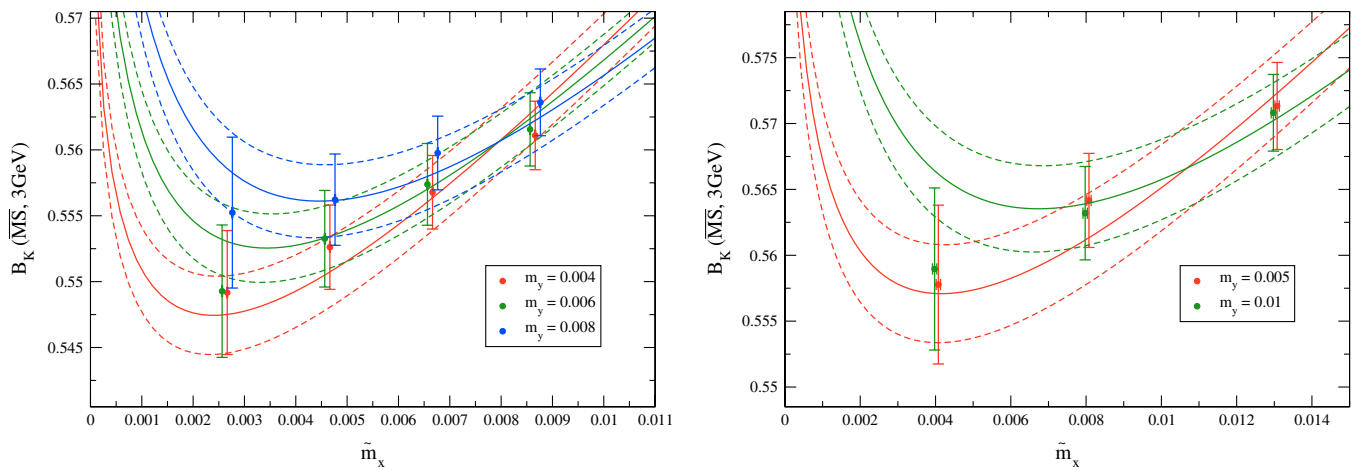 0.57
0.565
0.56
0.555
0.55
0.545
B_K (M̅S̅, 3GeV)
0 0.001 0.002 0.003 0.004 0.005 0.006 0.007 0.008 0.009 0.01 0.011
m̃_x
m_y = 0.004
m_y = 0.006
m_y = 0.008
0.575
0.57
0.565
0.56
0.555
0.55
B_K (M̅S̅, 3GeV)
0 0.002 0.004 0.006 0.008 0.01 0.012 0.014
m̃_x
m_y = 0.005
m_y = 0.01